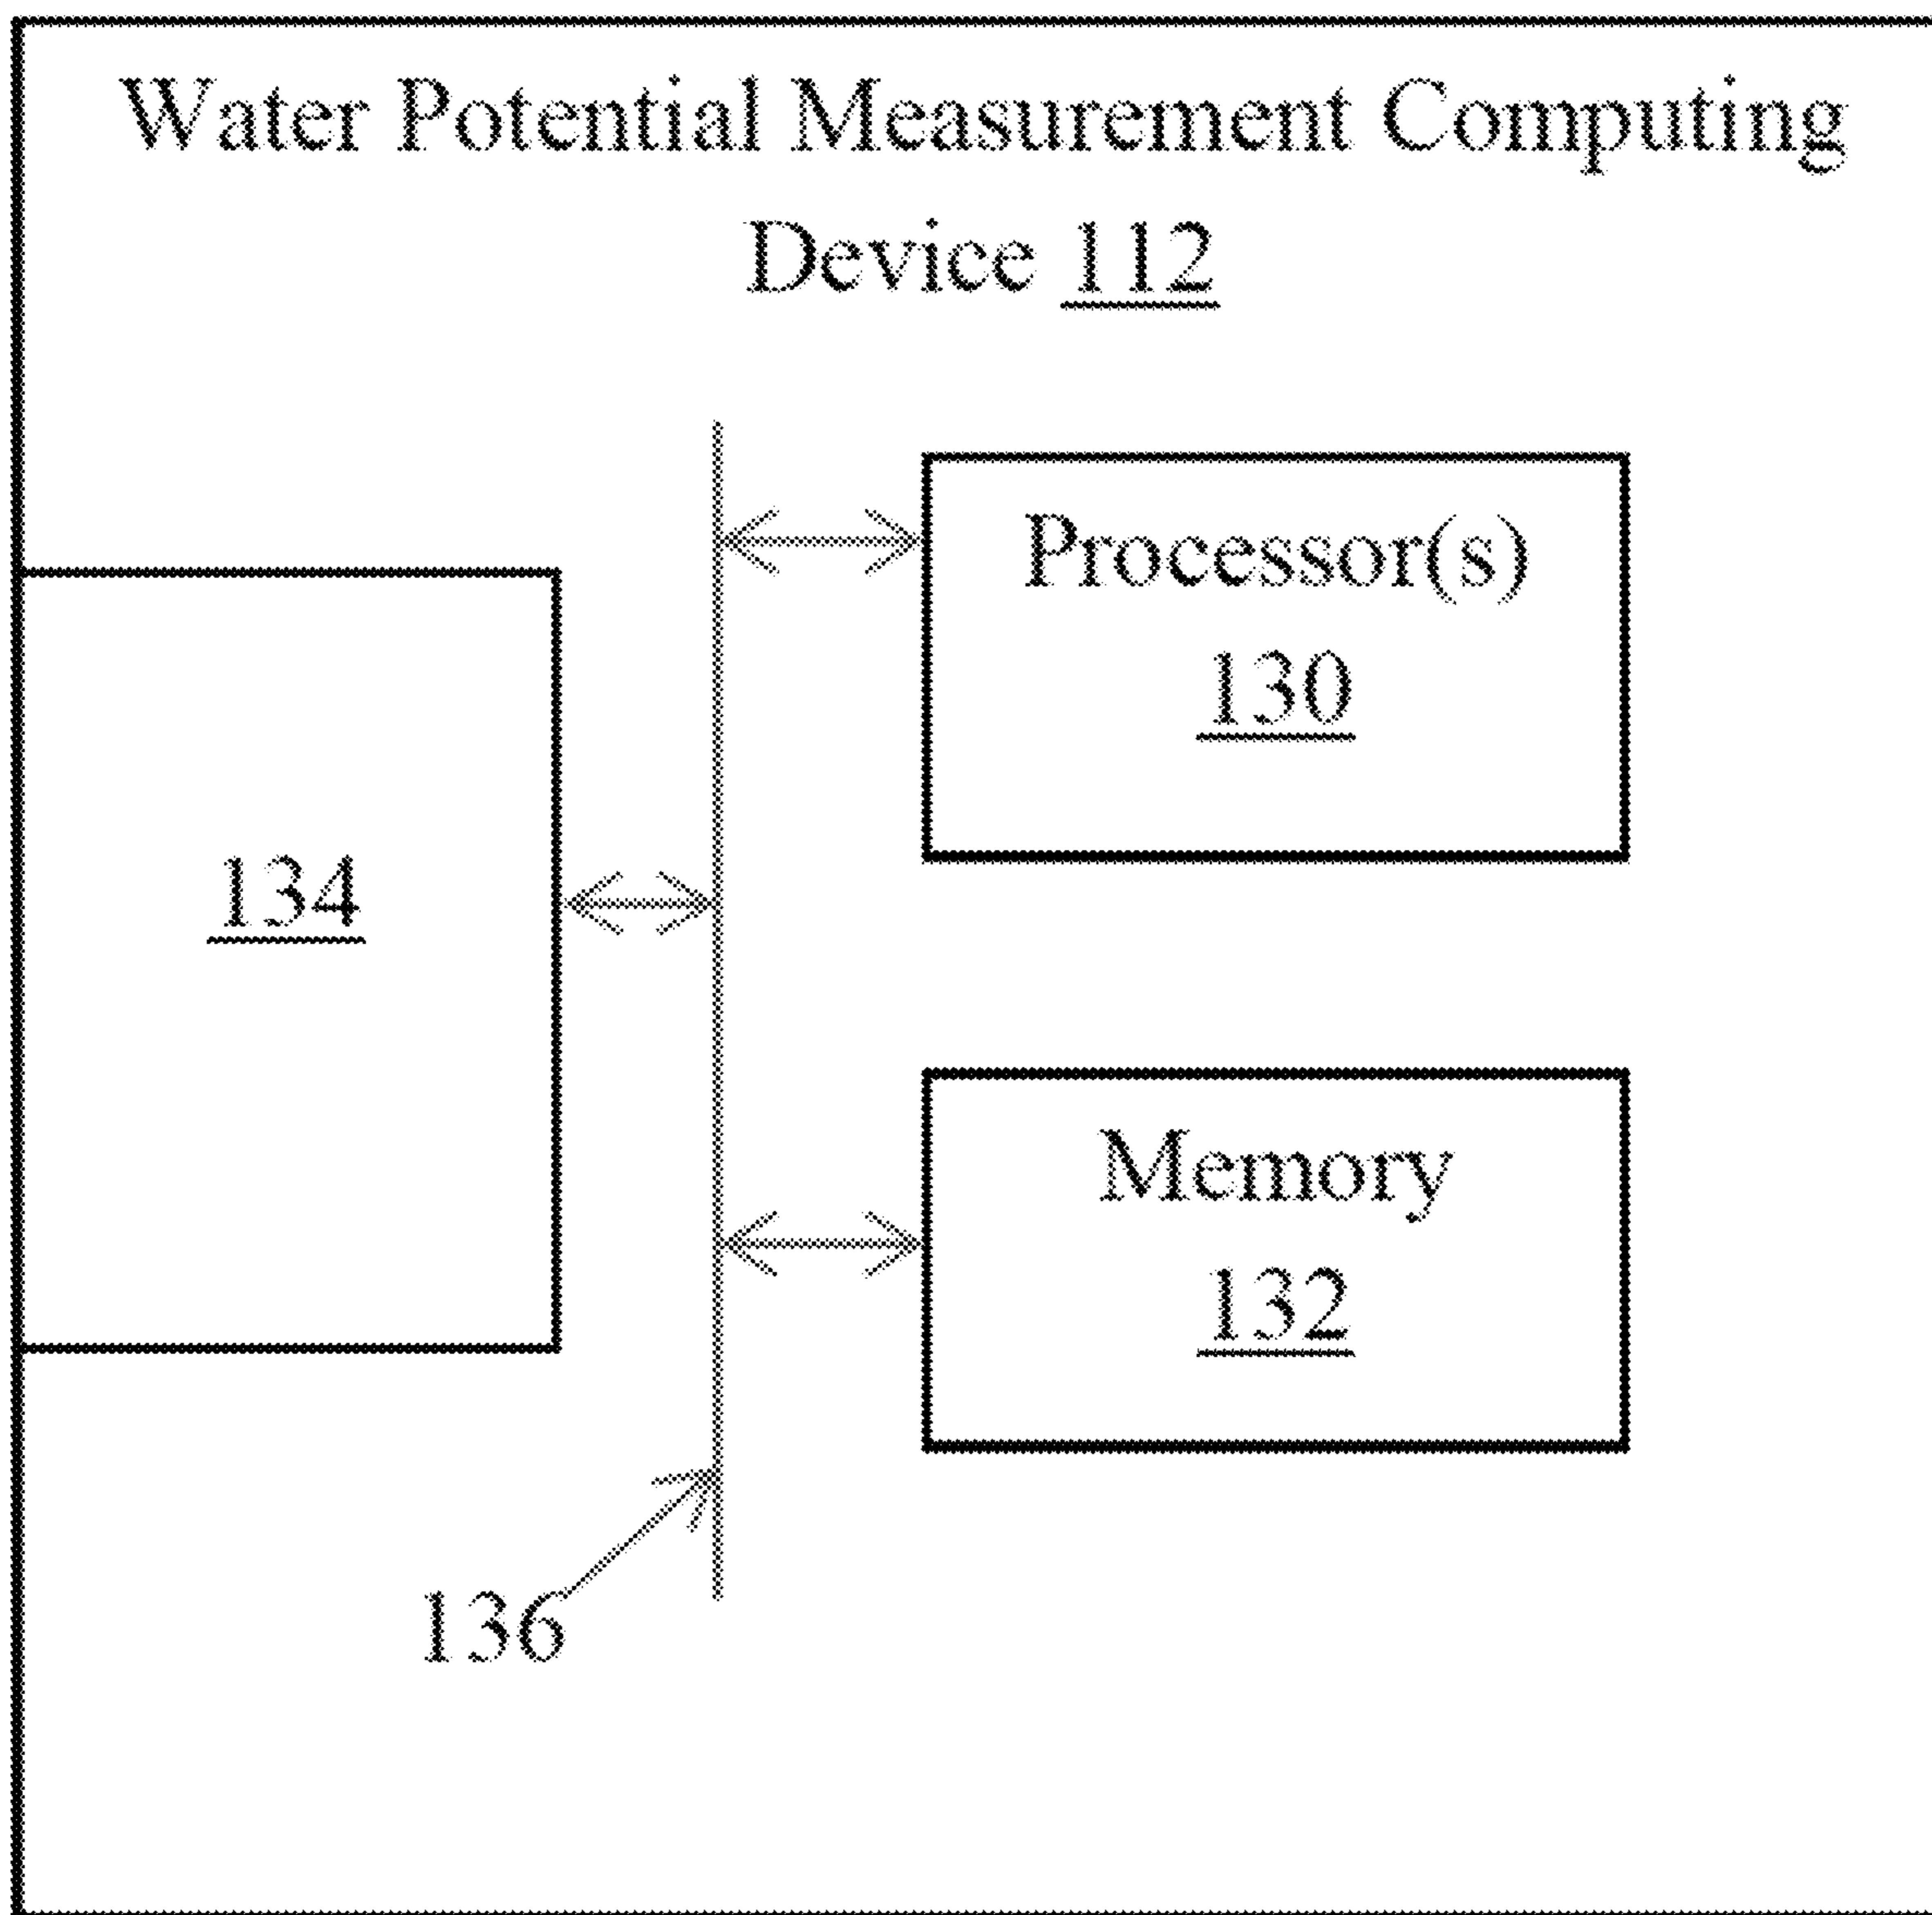 Water Potential Measurement Computing
Device 112
Processor(s)
130
134
Memory
132
136